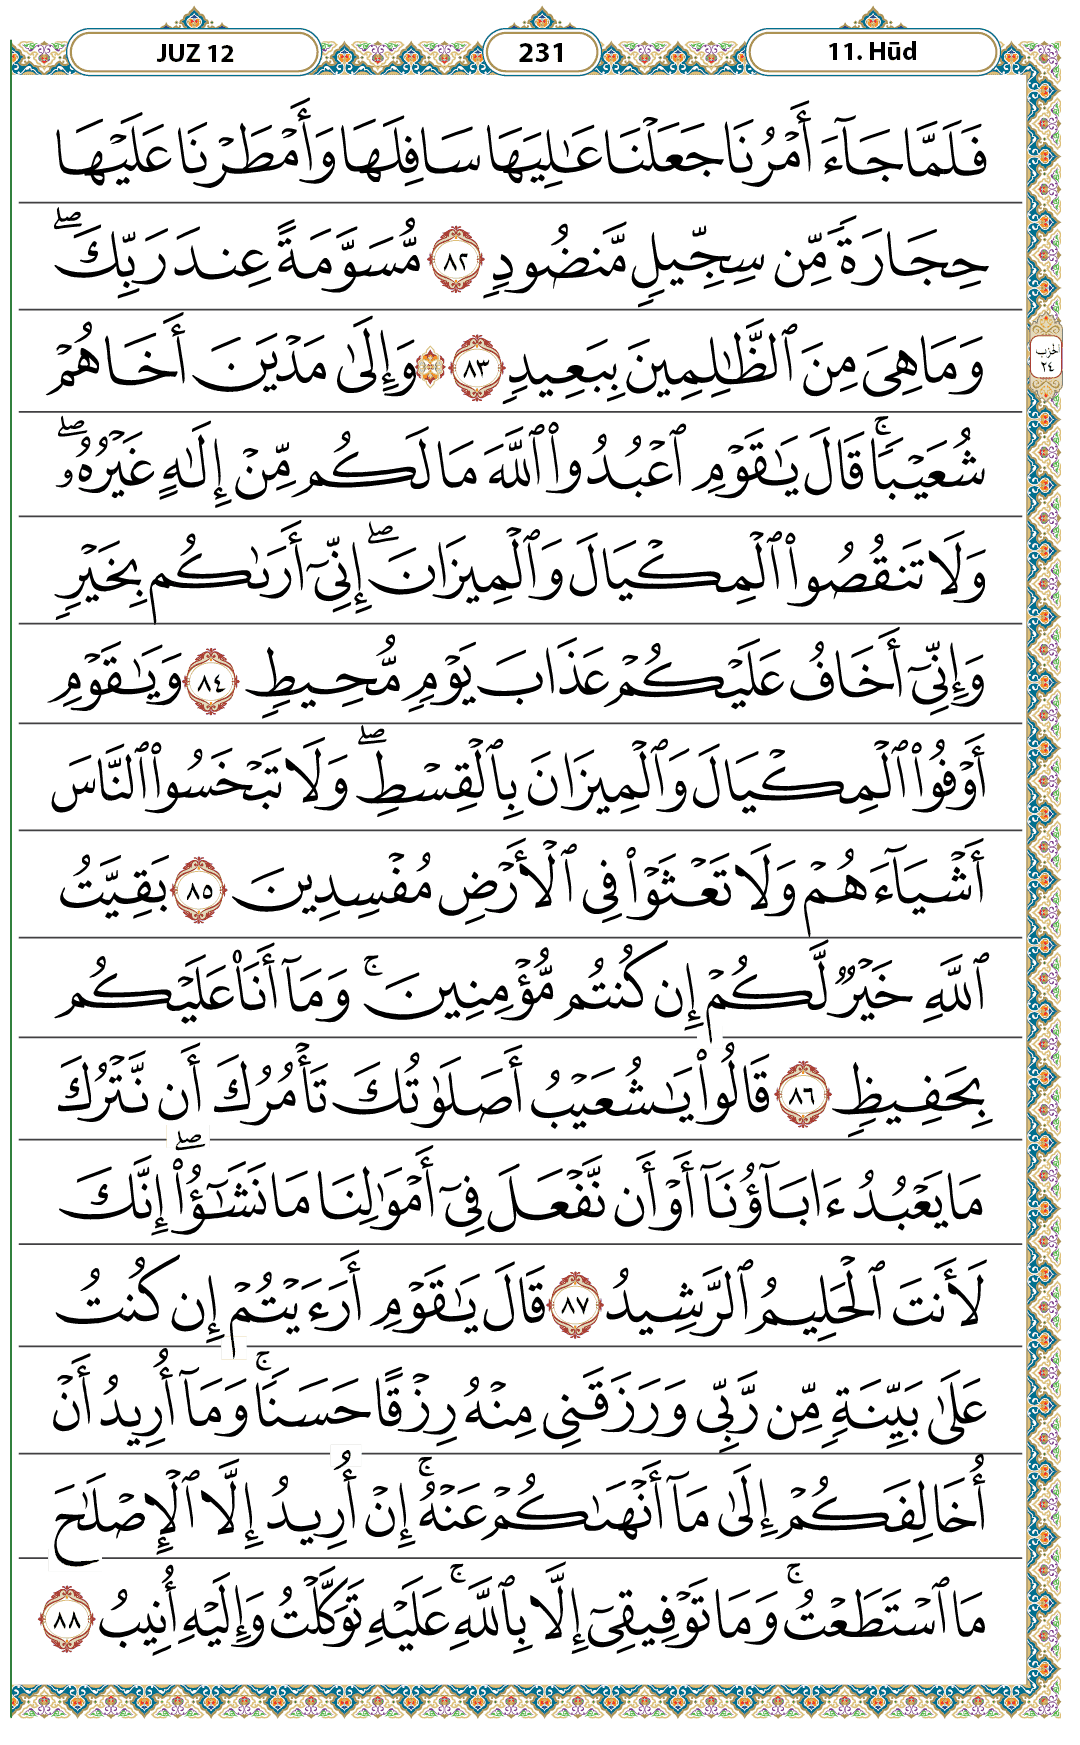 JUZ 12
231
11. Hūd
فَلَمَّا جَآءَ أَمْرُنَا جَعَلْنَا عَٰلِيَهَا سَافِلَهَا وَأَمْطَرْنَا عَلَيْهَا
حِجَارَةً مِّن سِجِّيلٍ مَّنضُودٍ ٨٢ مُّسَوَّمَةً عِندَ رَبِّكَ ۖ
وَمَا هِىَ مِنَ ٱلظَّٰلِمِينَ بِبَعِيدٍ ٨٣ ۞ وَإِلَىٰ مَدْيَنَ أَخَاهُمْ
الحزب ٢٤
شُعَيْبًا ۚ قَالَ يَٰقَوْمِ ٱعْبُدُوا۟ ٱللَّهَ مَا لَكُم مِّنْ إِلَٰهٍ غَيْرُهُۥ ۖ
وَلَا تَنقُصُوا۟ ٱلْمِكْيَالَ وَٱلْمِيزَانَ ۖ إِنِّىٓ أَرَىٰكُم بِخَيْرٍ
وَإِنِّىٓ أَخَافُ عَلَيْكُمْ عَذَابَ يَوْمٍ مُّحِيطٍ ٨٤ وَيَٰقَوْمِ
أَوْفُوا۟ ٱلْمِكْيَالَ وَٱلْمِيزَانَ بِٱلْقِسْطِ ۖ وَلَا تَبْخَسُوا۟ ٱلنَّاسَ
أَشْيَآءَهُمْ وَلَا تَعْثَوْا۟ فِى ٱلْأَرْضِ مُفْسِدِينَ ٨٥ بَقِيَّتُ
ٱللَّهِ خَيْرٌ لَّكُمْ إِن كُنتُم مُّؤْمِنِينَ ۚ وَمَآ أَنَا۠ عَلَيْكُم
بِحَفِيظٍ ٨٦ قَالُوا۟ يَٰشُعَيْبُ أَصَلَوٰتُكَ تَأْمُرُكَ أَن نَّتْرُكَ
مَا يَعْبُدُ ءَابَآؤُنَآ أَوْ أَن نَّفْعَلَ فِىٓ أَمْوَٰلِنَا مَا نَشَٰٓؤُا۟ ۖ إِنَّكَ
لَأَنتَ ٱلْحَلِيمُ ٱلرَّشِيدُ ٨٧ قَالَ يَٰقَوْمِ أَرَءَيْتُمْ إِن كُنتُ
عَلَىٰ بَيِّنَةٍ مِّن رَّبِّى وَرَزَقَنِى مِنْهُ رِزْقًا حَسَنًا ۚ وَمَآ أُرِيدُ أَنْ
أُخَالِفَكُمْ إِلَىٰ مَآ أَنْهَىٰكُمْ عَنْهُ ۚ إِنْ أُرِيدُ إِلَّا ٱلْإِصْلَٰحَ
مَا ٱسْتَطَعْتُ ۚ وَمَا تَوْفِيقِىٓ إِلَّا بِٱللَّهِ ۚ عَلَيْهِ تَوَكَّلْتُ وَإِلَيْهِ أُنِيبُ ٨٨